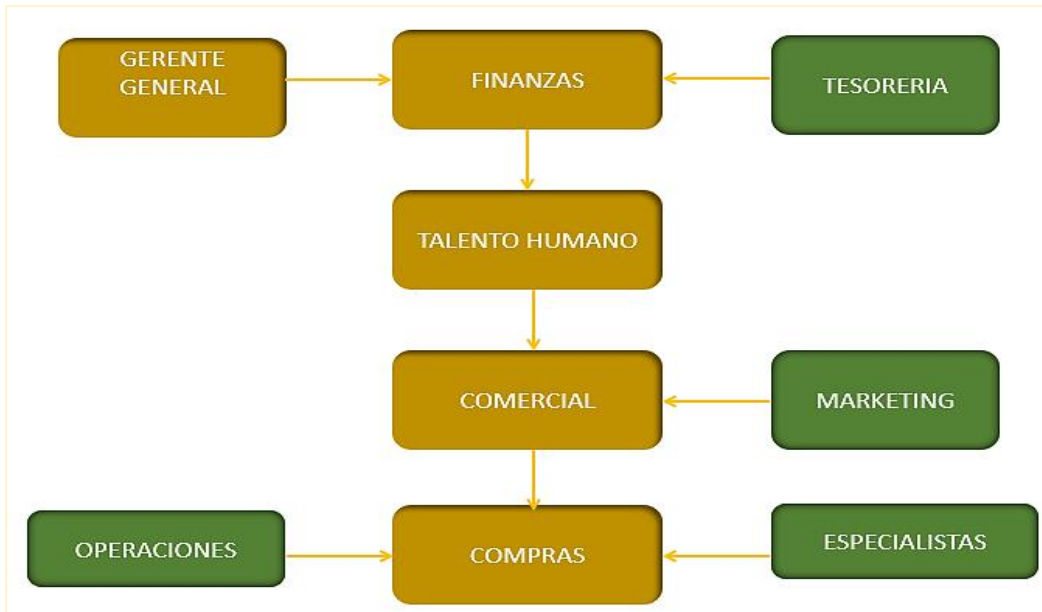 GERENTE
GENERAL
FINANZAS
TESORERIA
TALENTO HUMANO
COMERCIAL
MARKETING
OPERACIONES
COMPRAS
ESPECIALISTAS